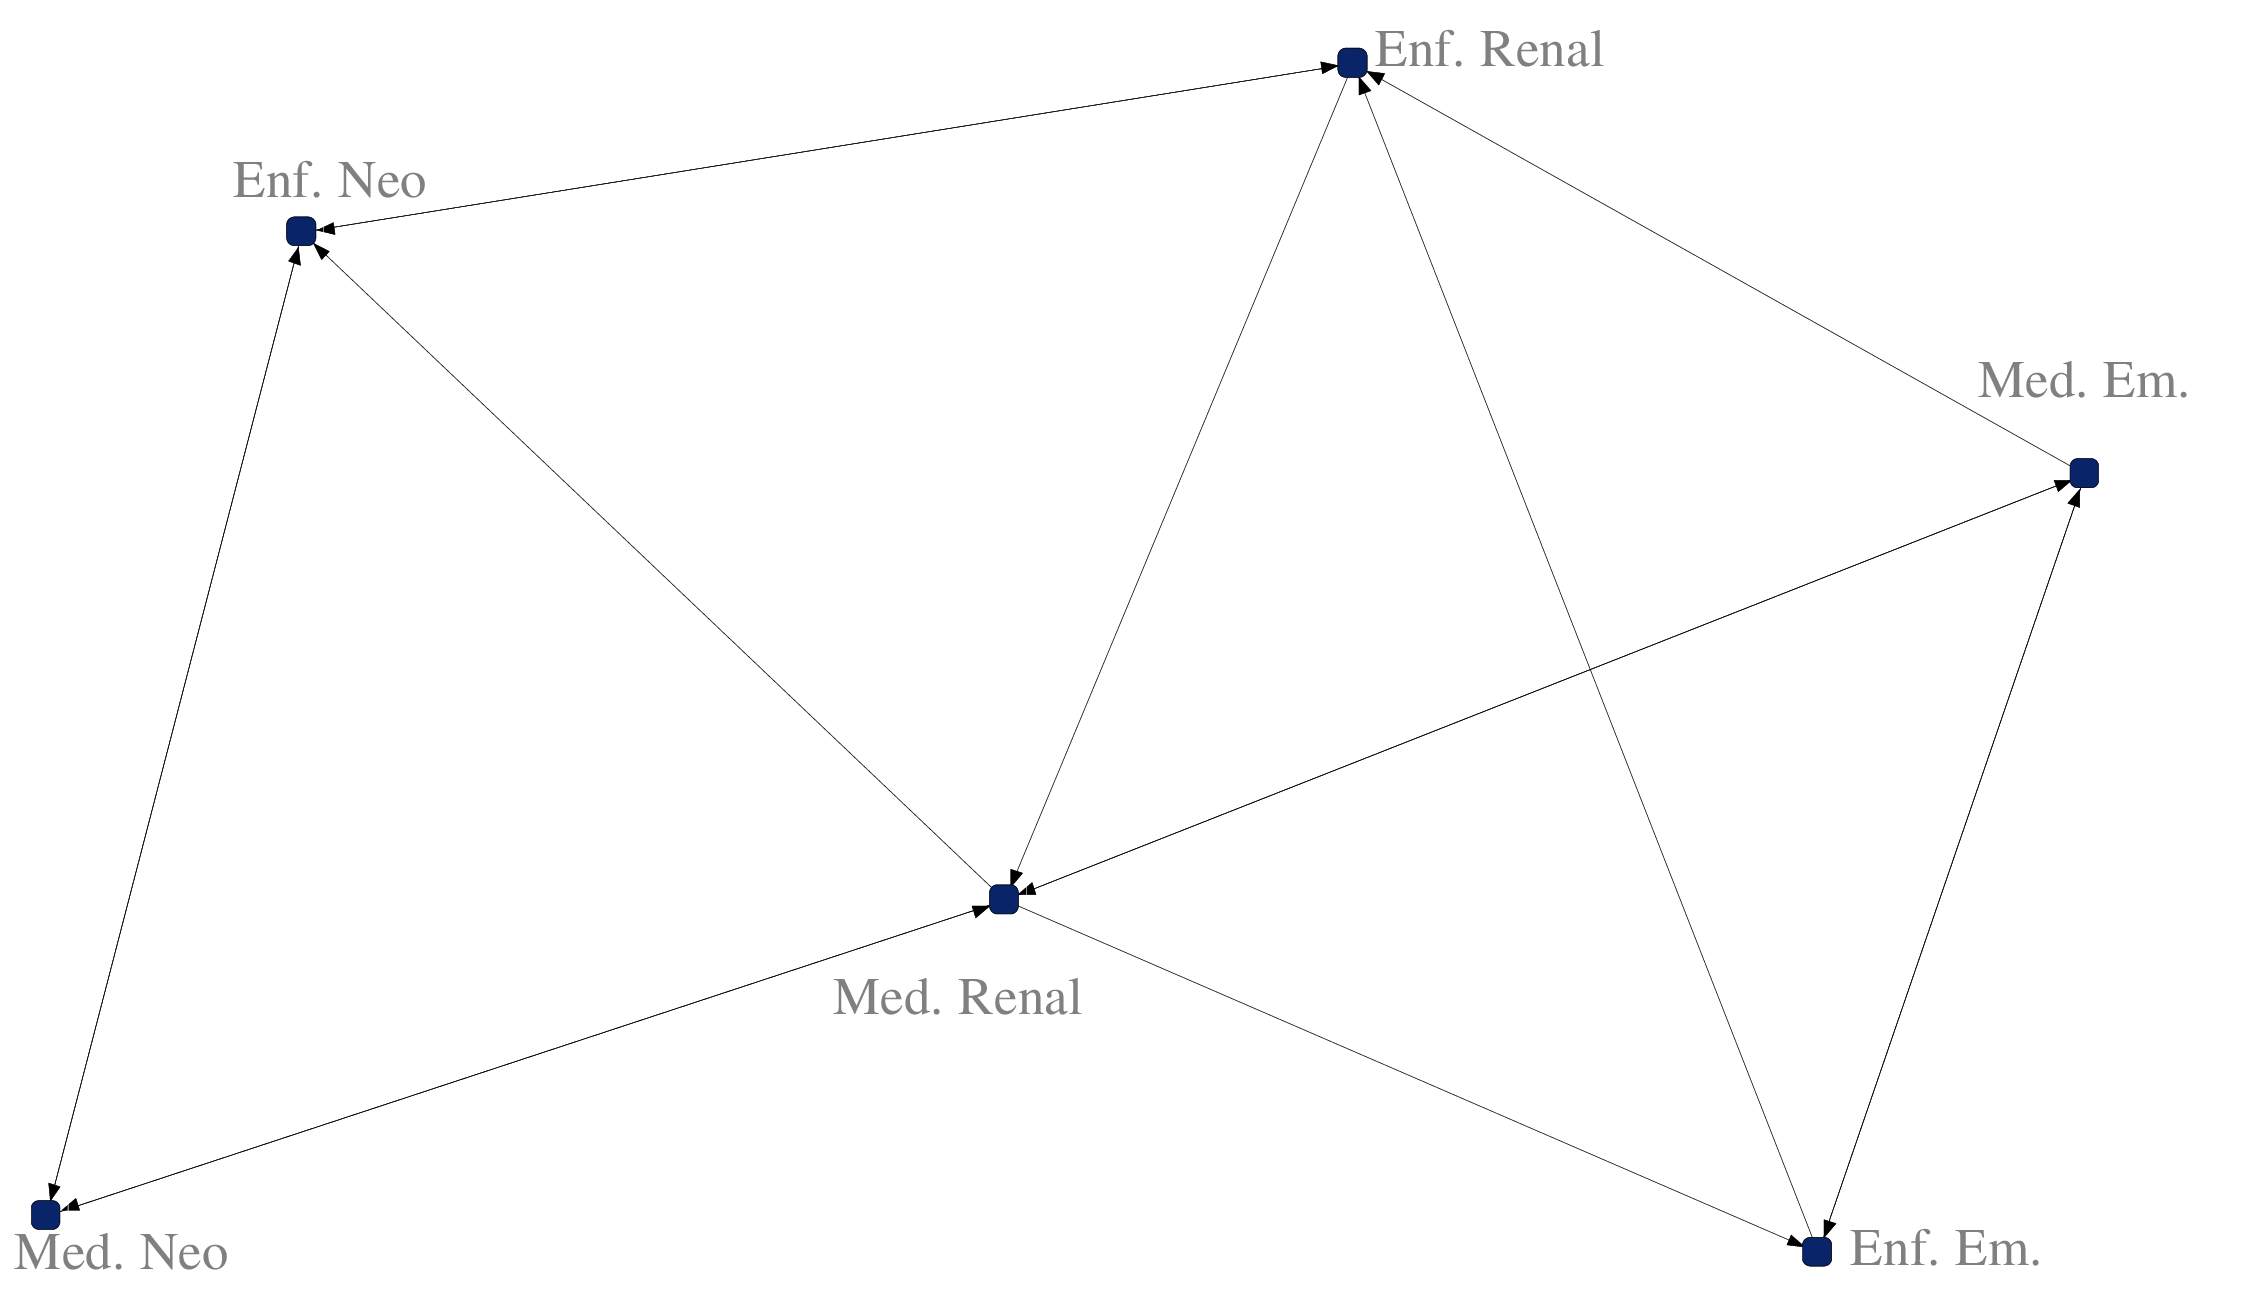 Enf. Renal
Enf. Neo
Med. Em.
Med. Renal
Med. Neo
Enf. Em.